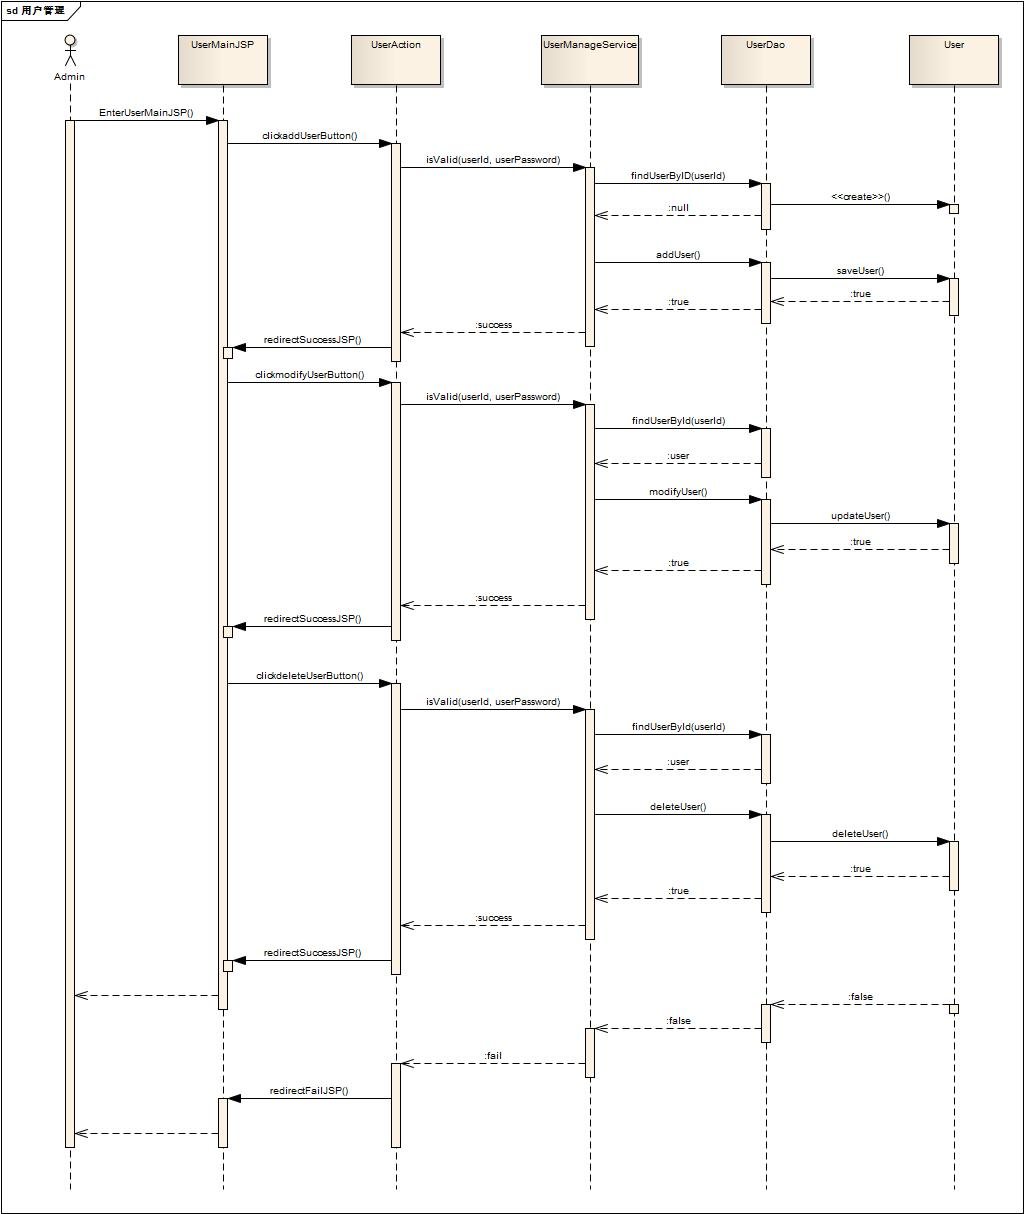 sd 用户管理
Admin
UserMainJSP
UserAction
UserManageService
UserDao
User
EnterUserMainJSP()
clickaddUserButton()
isValid(userId, userPassword)
findUserByID(userId)
<<create>>()
:null
addUser()
saveUser()
:true
:true
:success
redirectSuccessJSP()
clickmodifyUserButton()
isValid(userId, userPassword)
findUserById(userId)
:user
modifyUser()
updateUser()
:true
:true
:success
redirectSuccessJSP()
clickdeleteUserButton()
isValid(userId, userPassword)
findUserById(userId)
:user
deleteUser()
deleteUser()
:true
:true
:success
redirectSuccessJSP()
:false
:false
:fail
redirectFailJSP()